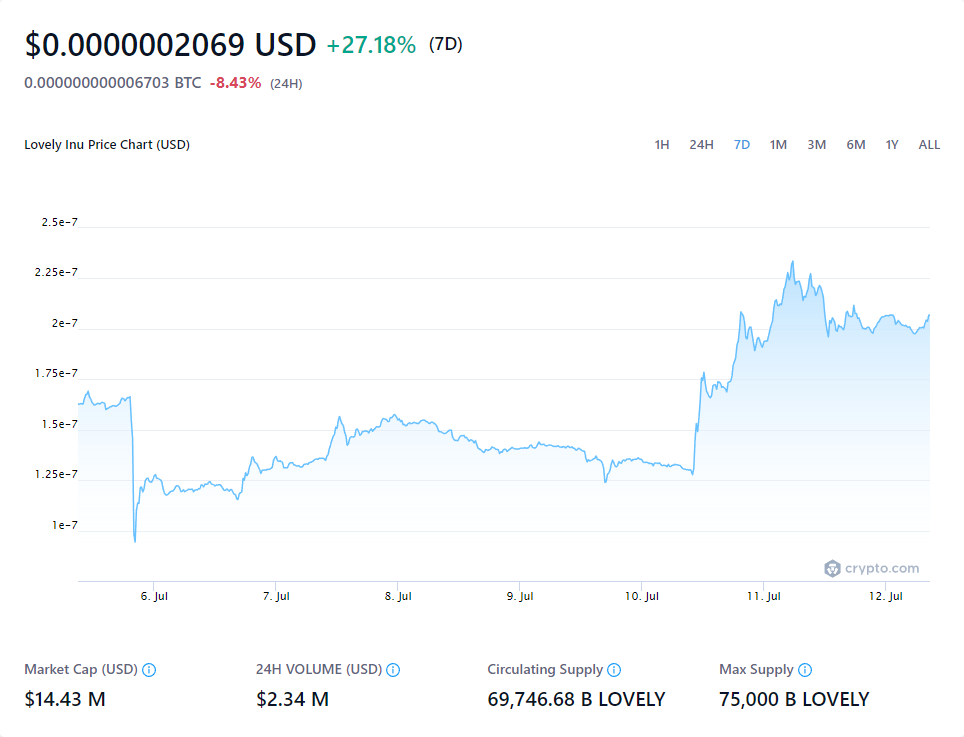 $0.0000002069 USD +27.18% (7D)
0.000000000006703 BTC -8.43% (24H)
Lovely Inu Price Chart (USD)
1H 24H 7D 1M 3M 6M 1Y ALL
2.5e-7
2.25e-7
2e-7
1.75e-7
1.5e-7
1.25e-7
1e-7
crypto.com
6. Jul 7. Jul 8. Jul 9. Jul 10. Jul 11. Jul 12. Jul
Market Cap (USD) 24H VOLUME (USD) Circulating Supply Max Supply
$14.43 M $2.34 M 69,746.68 B LOVELY 75,000 B LOVELY